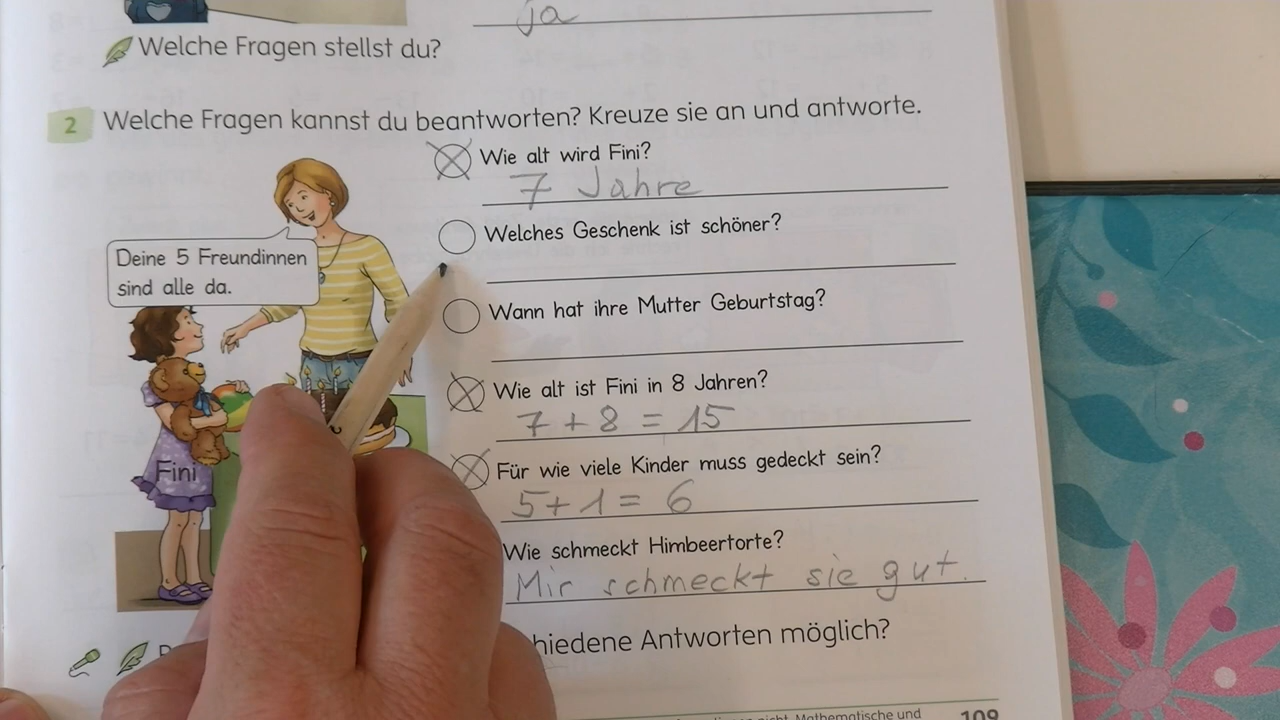 ja
Welche Fragen stellst du?
2 Welche Fragen kannst du beantworten? Kreuze sie an und antworte.
Wie alt wird Fini?
7 Jahre
Welches Geschenk ist schöner?
Deine 5 Freundinnen
sind alle da.
Wann hat ihre Mutter Geburtstag?
Wie alt ist Fini in 8 Jahren?
7 + 8 = 15
Für wie viele Kinder muss gedeckt sein?
5 + 1 = 6
Fini
Wie schmeckt Himbeertorte?
Mir schmeckt sie gut.
Antworten möglich?
Mathematische und
109